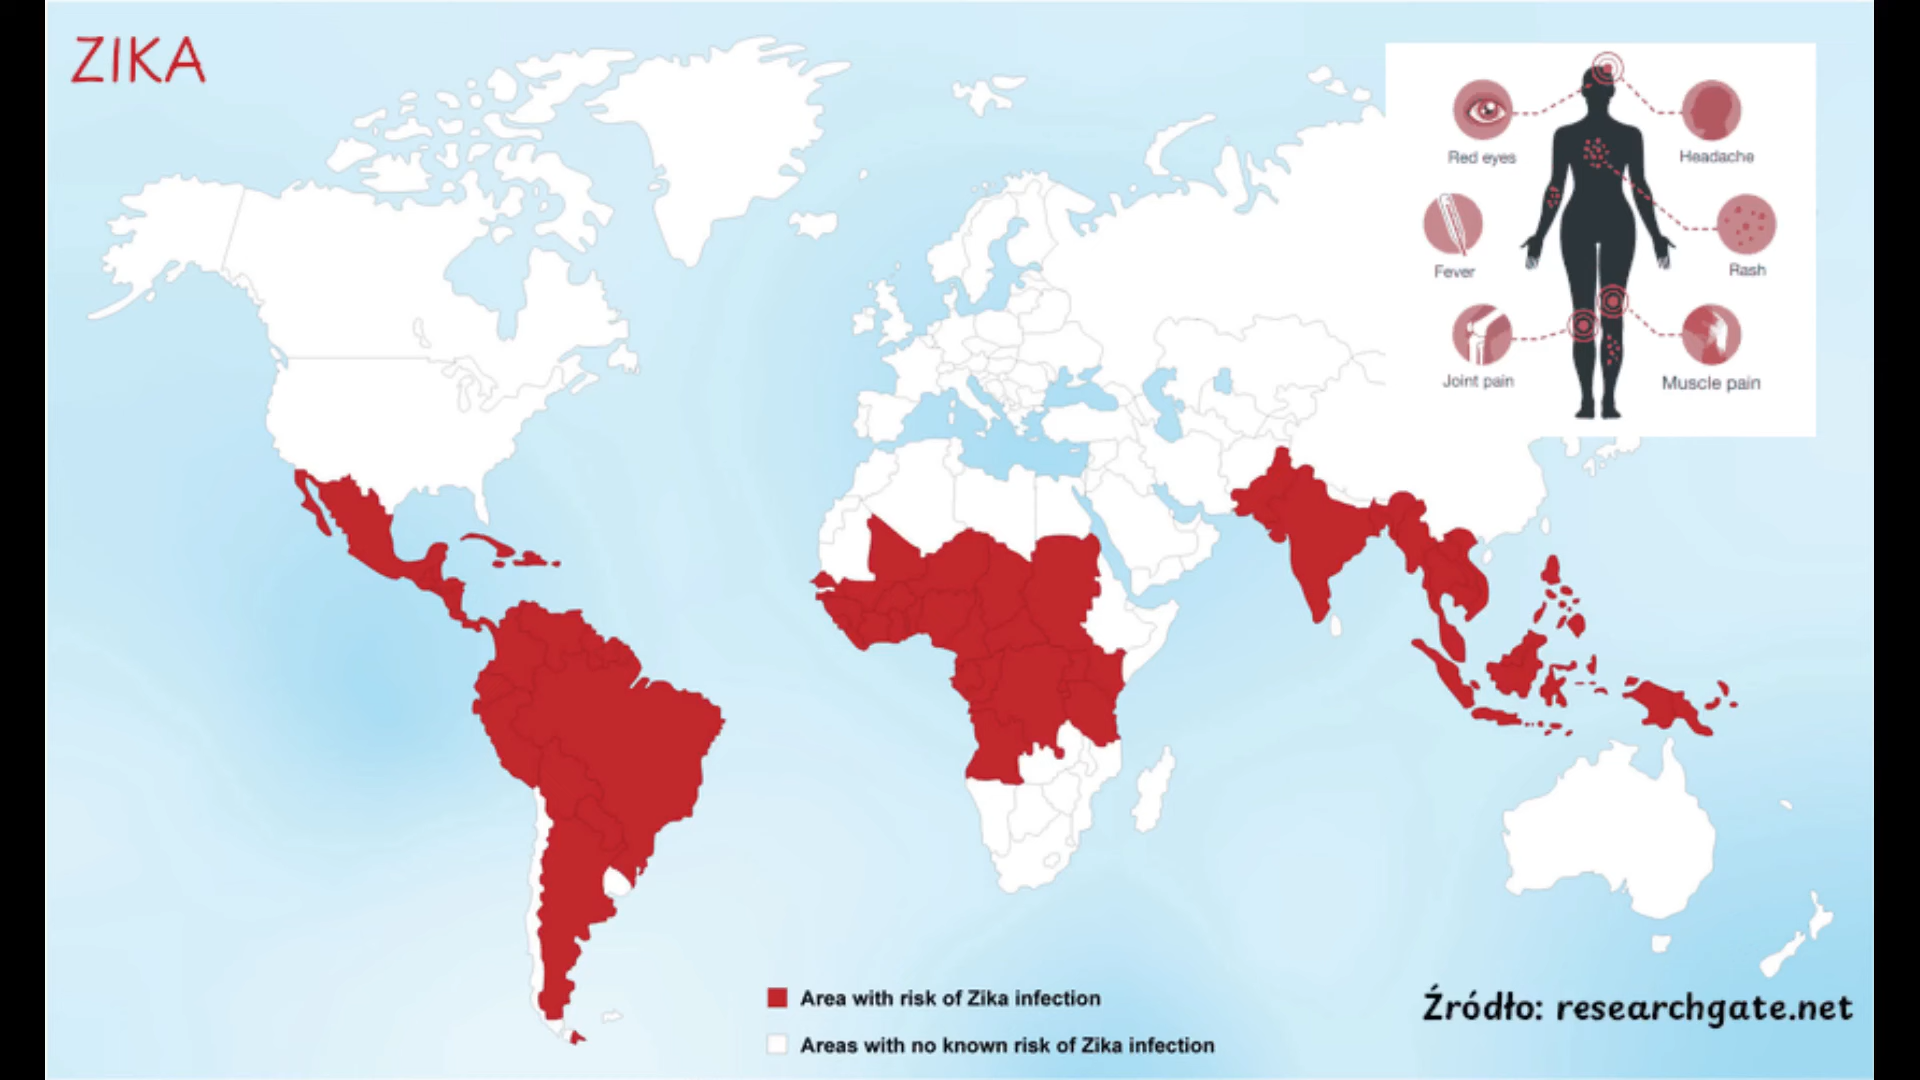 ZIKA
Red eyes
Headache
Fever
Rash
Joint pain
Muscle pain
Area with risk of Zika infection
Areas with no known risk of Zika infection
Źródło: researchgate.net